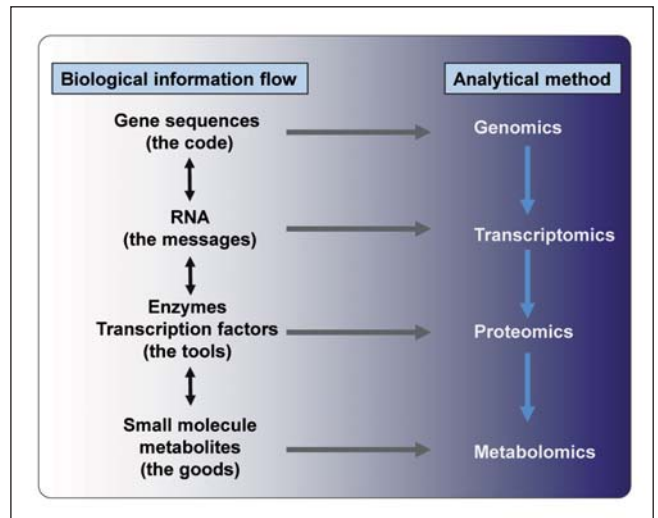 Biological information flow
Analytical method
Gene sequences
(the code)
Genomics
RNA
(the messages)
Transcriptomics
Enzymes
Transcription factors
(the tools)
Proteomics
Small molecule
metabolites
(the goods)
Metabolomics